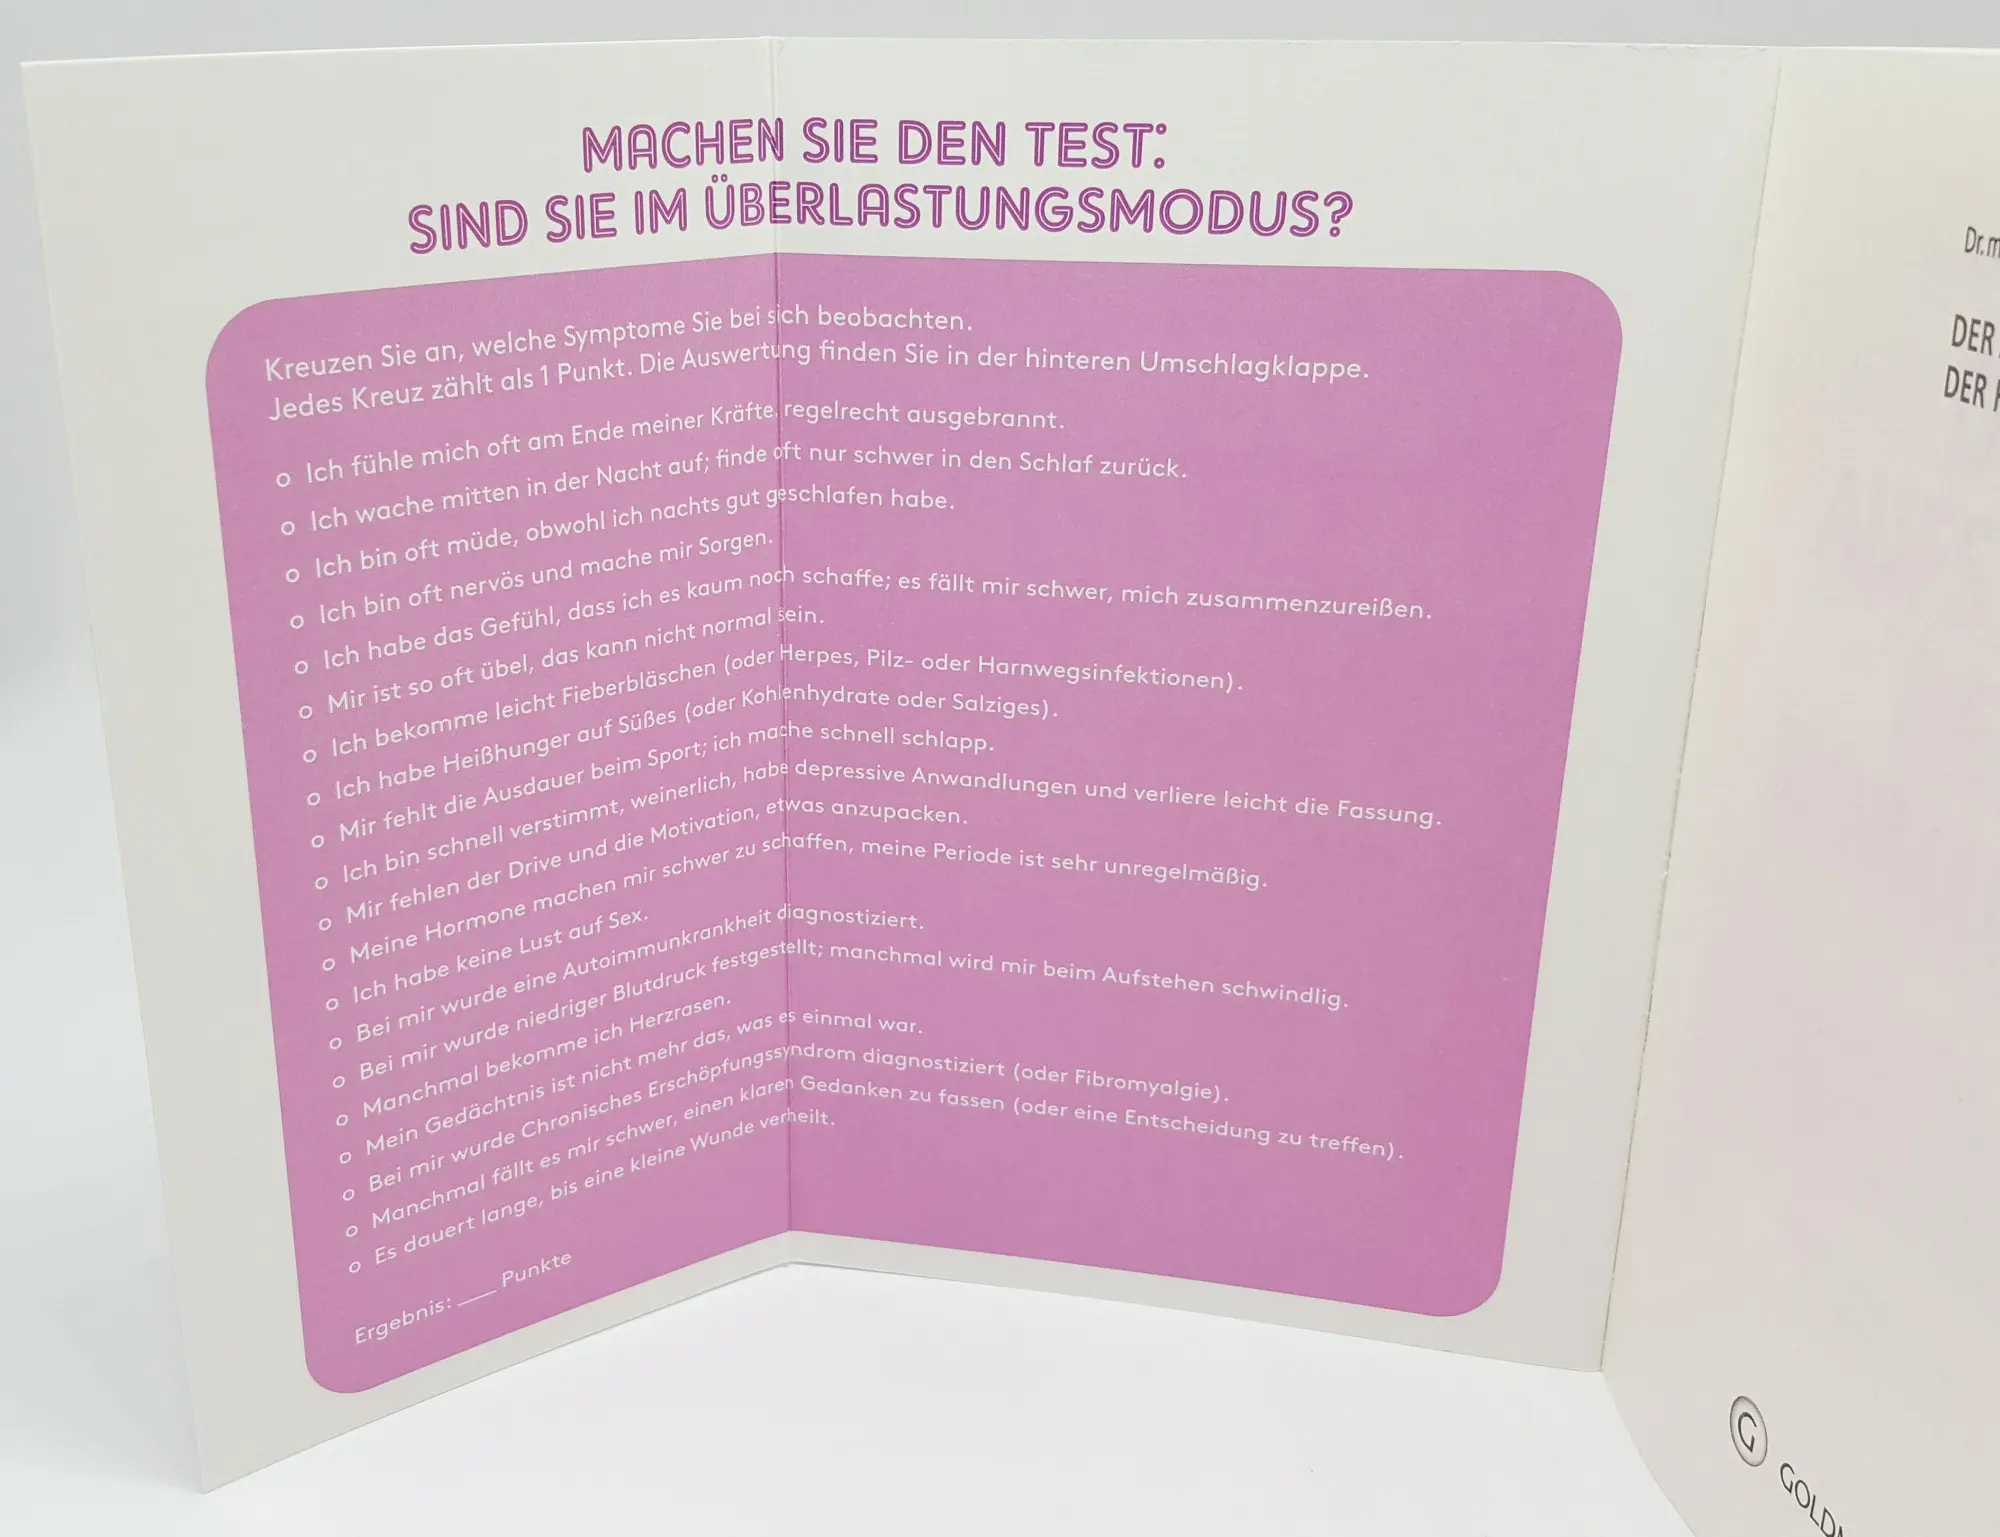 MACHEN SIE DEN TEST:
SIND SIE IM ÜBERLASTUNGSMODUS?
Kreuzen Sie an, welche Symptome Sie bei sich beobachten.
Jedes Kreuz zählt als 1 Punkt. Die Auswertung finden Sie in der hinteren Umschlagklappe.
o Ich fühle mich oft am Ende meiner Kräfte, regelrecht ausgebrannt.
o Ich wache mitten in der Nacht auf; finde oft nur schwer in den Schlaf zurück.
o Ich bin oft müde, obwohl ich nachts gut geschlafen habe.
o Ich bin oft nervös und mache mir Sorgen.
o Ich habe das Gefühl, dass ich es kaum noch schaffe; es fällt mir schwer, mich zusammenzureißen.
o Mir ist so oft übel, das kann nicht normal sein.
o Ich bekomme leicht Fieberbläschen (oder Herpes, Pilz- oder Harnwegsinfektionen).
o Ich habe Heißhunger auf Süßes (oder Kohlenhydrate oder Salziges).
o Mir fehlt die Ausdauer beim Sport; ich mache schnell schlapp.
o Ich bin schnell verstimmt, weinerlich, habe depressive Anwandlungen und verliere leicht die Fassung.
o Mir fehlen der Drive und die Motivation, etwas anzupacken.
o Meine Hormone machen mir schwer zu schaffen, meine Periode ist sehr unregelmäßig.
o Ich habe keine Lust auf Sex.
o Bei mir wurde eine Autoimmunkrankheit diagnostiziert.
o Bei mir wurde niedriger Blutdruck festgestellt; manchmal wird mir beim Aufstehen schwindlig.
o Manchmal bekomme ich Herzrasen.
o Mein Gedächtnis ist nicht mehr das, was es einmal war.
o Bei mir wurde Chronisches Erschöpfungssyndrom diagnostiziert (oder Fibromyalgie).
o Manchmal fällt es mir schwer, einen klaren Gedanken zu fassen (oder eine Entscheidung zu treffen).
o Es dauert lange, bis eine kleine Wunde verheilt.
Ergebnis: ____ Punkte
Dr.
DER
DER
G